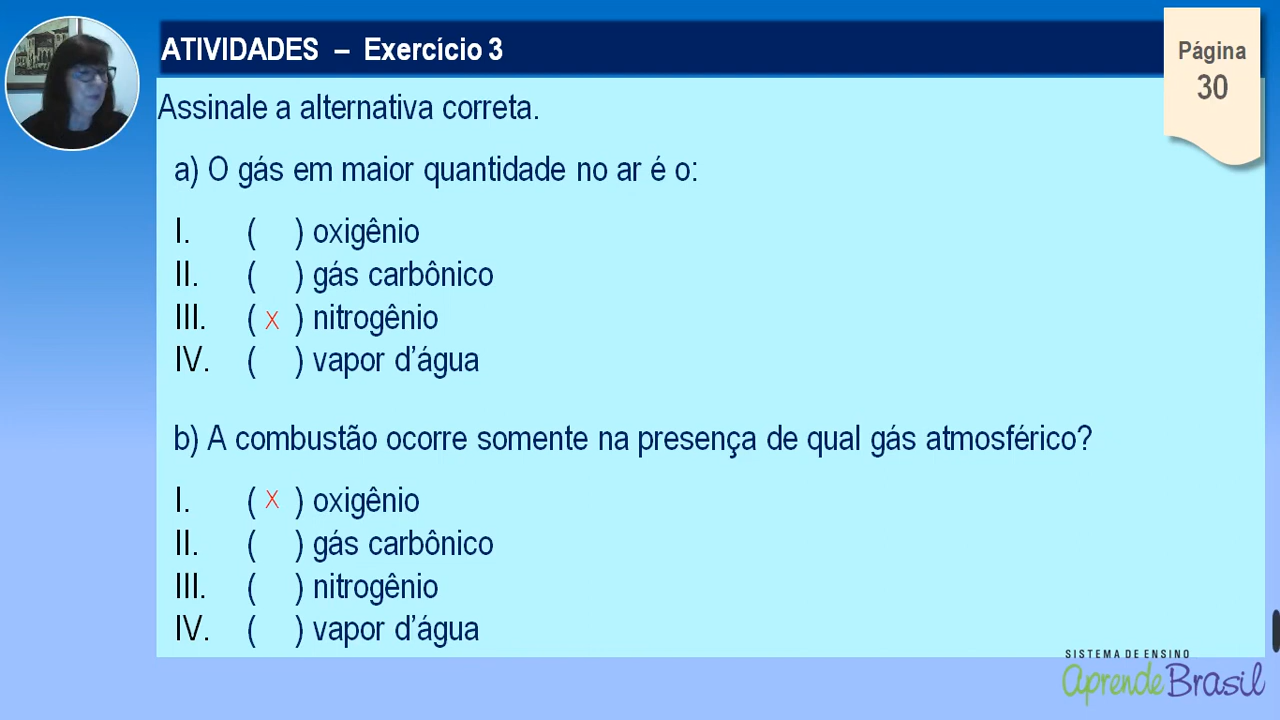 ATIVIDADES – Exercício 3
Página
30
Assinale a alternativa correta.
a) O gás em maior quantidade no ar é o:
I. ( ) oxigênio
II. ( ) gás carbônico
III. ( x ) nitrogênio
IV. ( ) vapor d’água
b) A combustão ocorre somente na presença de qual gás atmosférico?
I. ( x ) oxigênio
II. ( ) gás carbônico
III. ( ) nitrogênio
IV. ( ) vapor d’água
SISTEMA DE ENSINO
aprende Brasil